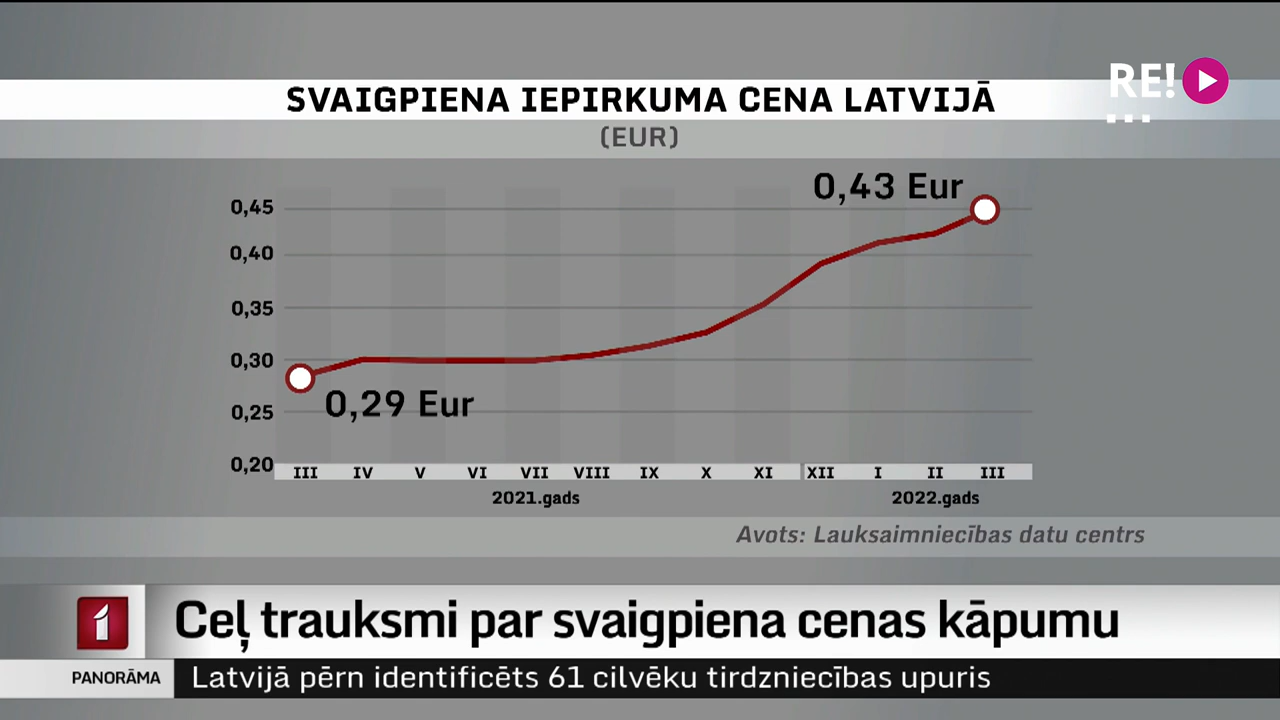 RE!
SVAIGPIENA IEPIRKUMA CENA LATVIJĀ
(EUR)
0,43 Eur
0,45
0,40
0,35
0,30
0,29 Eur
0,25
0,20
III IV V VI VII VIII IX X XI XII I II III
2021.gads 2022.gads
Avots: Lauksaimniecības datu centrs
1 Ceļ trauksmi par svaigpiena cenas kāpumu
PANORĀMA Latvijā pērn identificēts 61 cilvēku tirdzniecības upuris